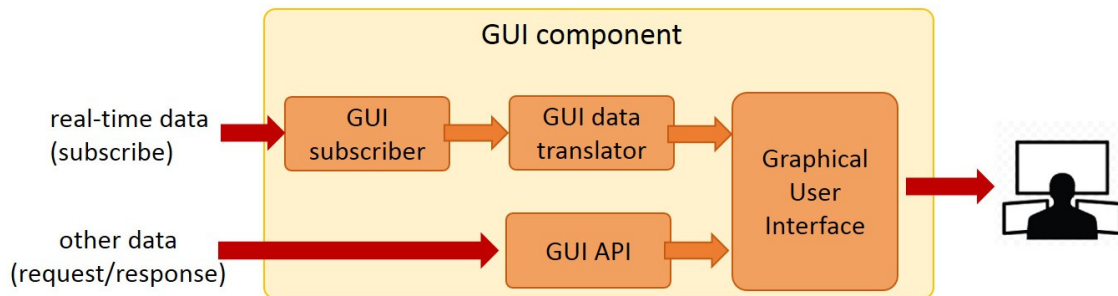 GUI component
real-time data
(subscribe)
GUI
subscriber
GUI data
translator
Graphical
User
Interface
other data
(request/response)
GUI API